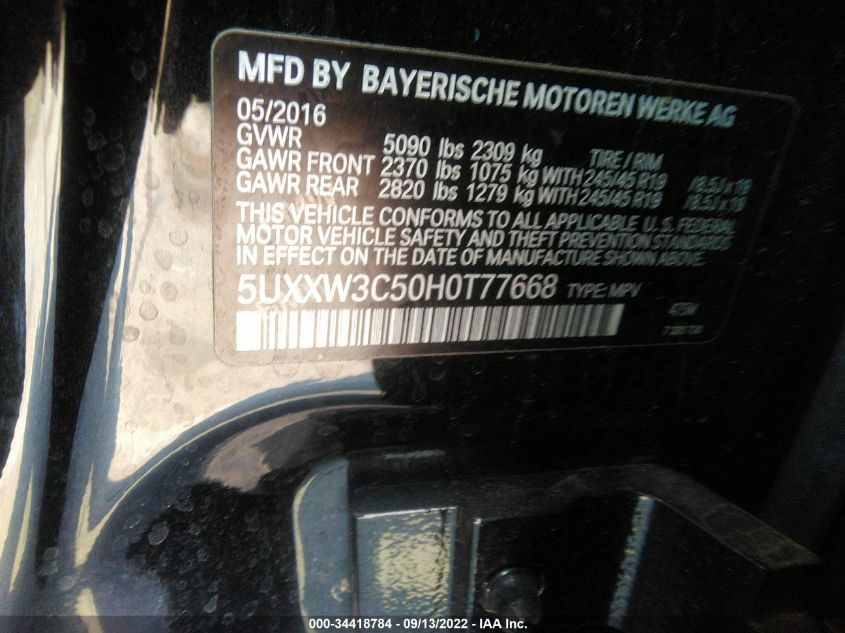 MFD BY BAYERISCHE MOTOREN WERKE AG
05/2016
GVWR 5090 lbs 2309 kg TIRE / RIM
GAWR FRONT 2370 lbs 1075 kg WITH 245/45 R19 /8.5J x 19
GAWR REAR 2820 lbs 1279 kg WITH 245/45 R19 /8.5J x 19
THIS VEHICLE CONFORMS TO ALL APPLICABLE U. S. FEDERAL
MOTOR VEHICLE SAFETY AND THEFT PREVENTION STANDARDS
IN EFFECT ON THE DATE OF MANUFACTURE SHOWN ABOVE.
5UXXW3C50H0T77668 TYPE: MPV
475M
000-34418784 - 09/13/2022 - IAA Inc.